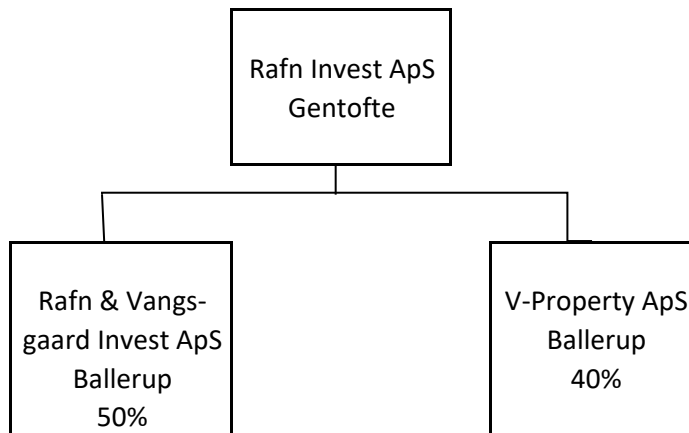 Rafn Invest ApS
Gentofte
Rafn & Vangs-
gaard Invest ApS
Ballerup
50%
V-Property ApS
Ballerup
40%